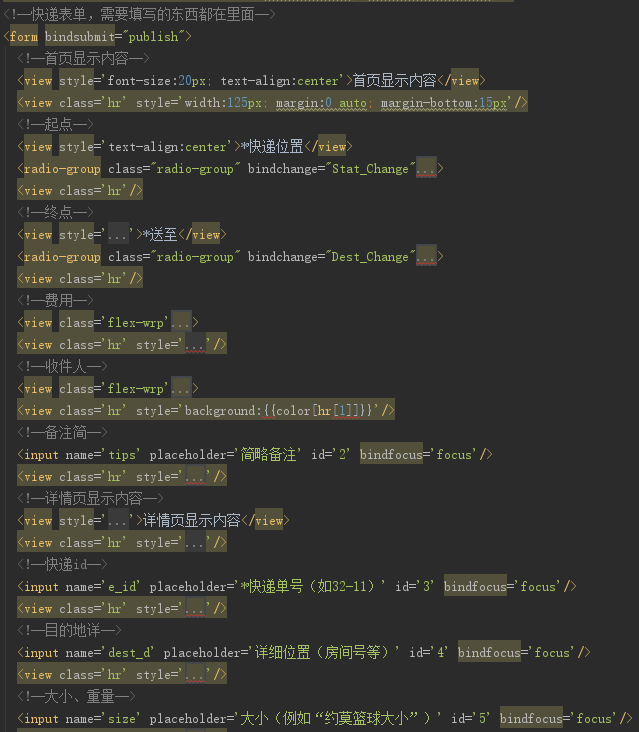 <!—快递表单，需要填写的东西都在里面—>
<form bindsubmit="publish">
<!—首页显示内容—>
<view style='font-size:20px; text-align:center'>首页显示内容</view>
<view class='hr' style='width:125px; margin:0 auto; margin-bottom:15px'/>
<!—起点—>
<view style='text-align:center'>*快递位置</view>
<radio-group class="radio-group" bindchange="Stat_Change"...>
<view class='hr'/>
<!—终点—>
<view style='...'>*送至</view>
<radio-group class="radio-group" bindchange="Dest_Change"...>
<view class='hr'/>
<!—费用—>
<view class='flex-wrp'...>
<view class='hr' style='...'/>
<!—收件人—>
<view class='flex-wrp'...>
<view class='hr' style='background:{{color[hr[1]]}}'/>
<!—备注简—>
<input name='tips' placeholder='简略备注' id='2' bindfocus='focus'/>
<view class='hr' style='...'/>
<!—详情页显示内容—>
<view style='...'>详情页显示内容</view>
<view class='hr' style='...'/>
<!—快递id—>
<input name='e_id' placeholder='*快递单号（如32-11）' id='3' bindfocus='focus'/>
<view class='hr' style='...'/>
<!—目的地详—>
<input name='dest_d' placeholder='详细位置（房间号等）' id='4' bindfocus='focus'/>
<view class='hr' style='...'/>
<!—大小、重量—>
<input name='size' placeholder='大小（例如“约莫篮球大小”）' id='5' bindfocus='focus'/>